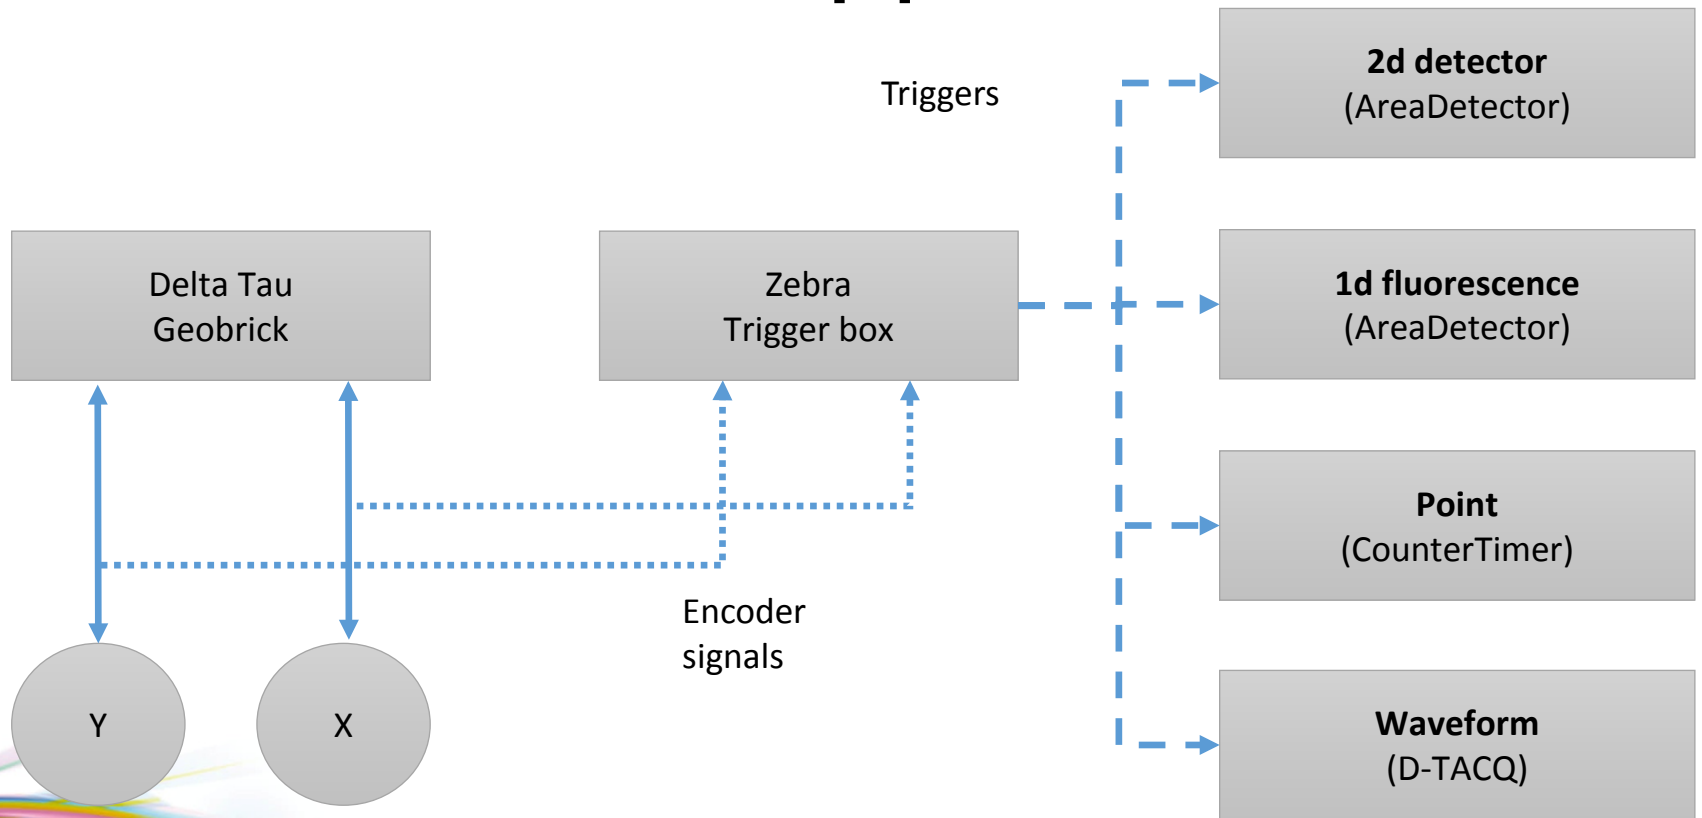 Triggers
2d detector
(AreaDetector)
Delta Tau
Geobrick
Zebra
Trigger box
1d fluorescence
(AreaDetector)
Point
(CounterTimer)
Encoder
signals
Y
X
Waveform
(D-TACQ)